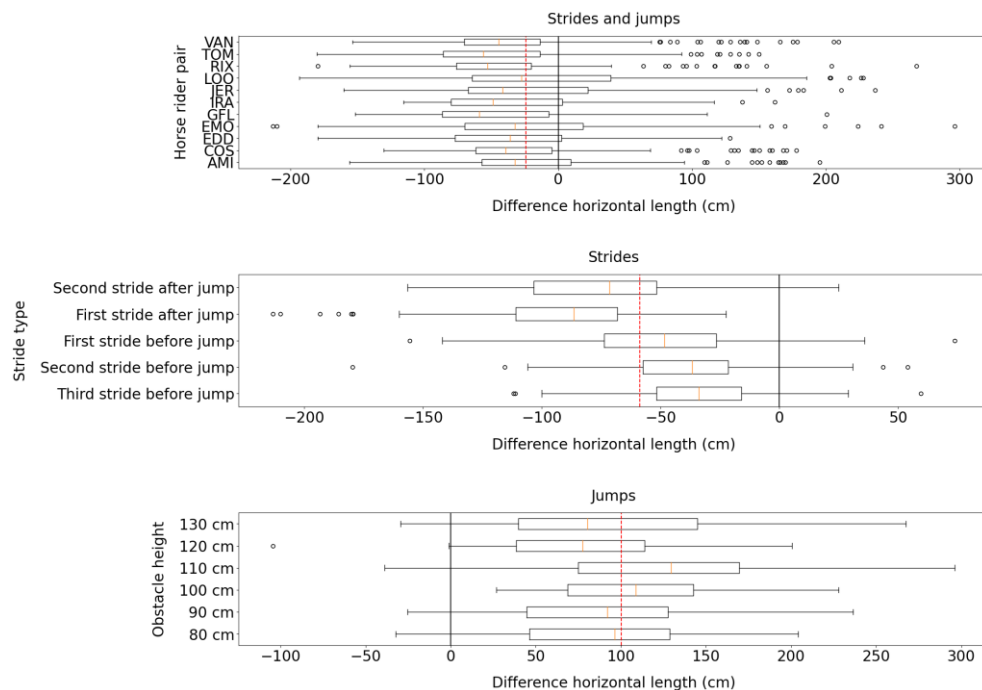 Strides and jumps
Horse rider pair
VAN
TOM
RIX
LOO
JER
IRA
GFL
EMO
EDD
COS
AMI
−200 −100 0 100 200 300
Difference horizontal length (cm)
Strides
Stride type
Second stride after jump
First stride after jump
First stride before jump
Second stride before jump
Third stride before jump
−200 −150 −100 −50 0 50
Difference horizontal length (cm)
Jumps
Obstacle height
130 cm
120 cm
110 cm
100 cm
90 cm
80 cm
−100 −50 0 50 100 150 200 250 300
Difference horizontal length (cm)